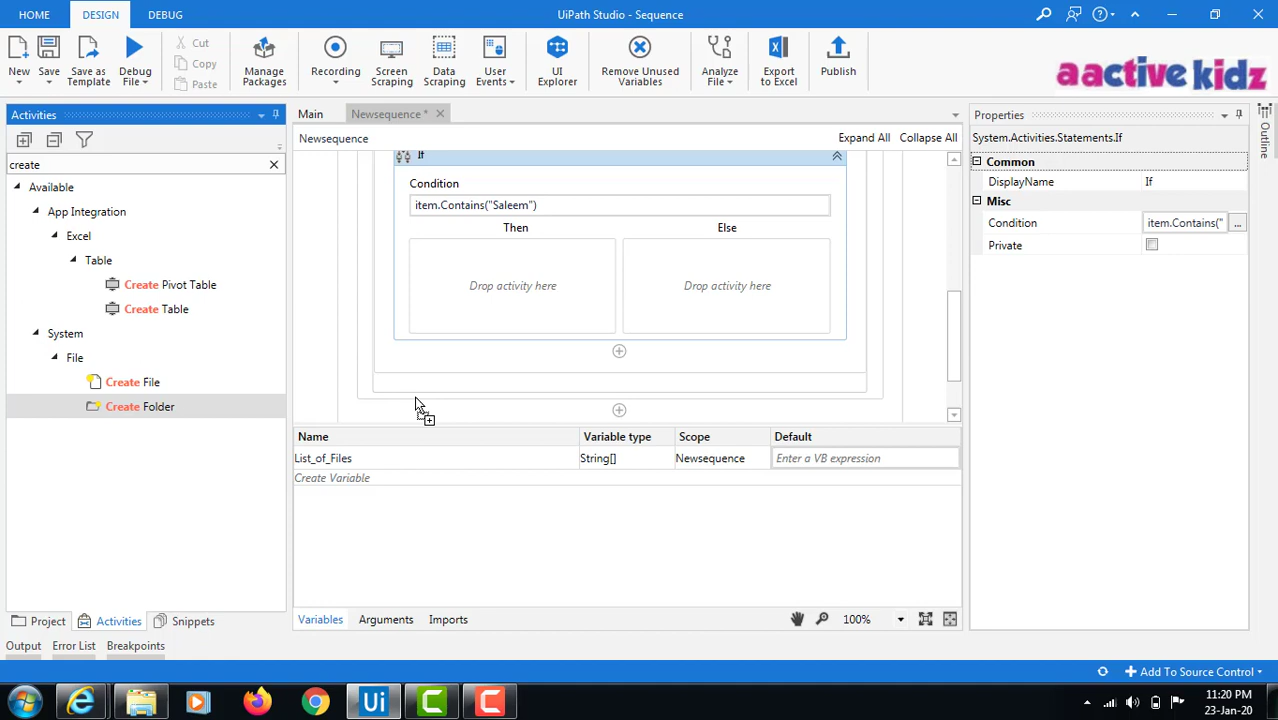 HOME
DESIGN
DEBUG
UiPath Studio - Sequence
New
Save
Save as Template
Debug File
Cut
Copy
Paste
Manage Packages
Recording
Screen Scraping
Data Scraping
User Events
UI Explorer
Remove Unused Variables
Analyze File
Export to Excel
Publish
aactive kidz
Activities
create
Available
App Integration
Excel
Table
Create Pivot Table
Create Table
System
File
Create File
Create Folder
Project
Activities
Snippets
Output
Error List
Breakpoints
Main
Newsequence *
Newsequence
Expand All
Collapse All
If
Condition
item.Contains("Saleem")
Then
Else
Drop activity here
Drop activity here
Name
Variable type
Scope
Default
List_of_Files
String[]
Newsequence
Enter a VB expression
Create Variable
Variables
Arguments
Imports
100%
Properties
System.Activities.Statements.If
Common
DisplayName
If
Misc
Condition
item.Contains("
...
Private
Outline
Add To Source Control
Ui
11:20 PM
23-Jan-20